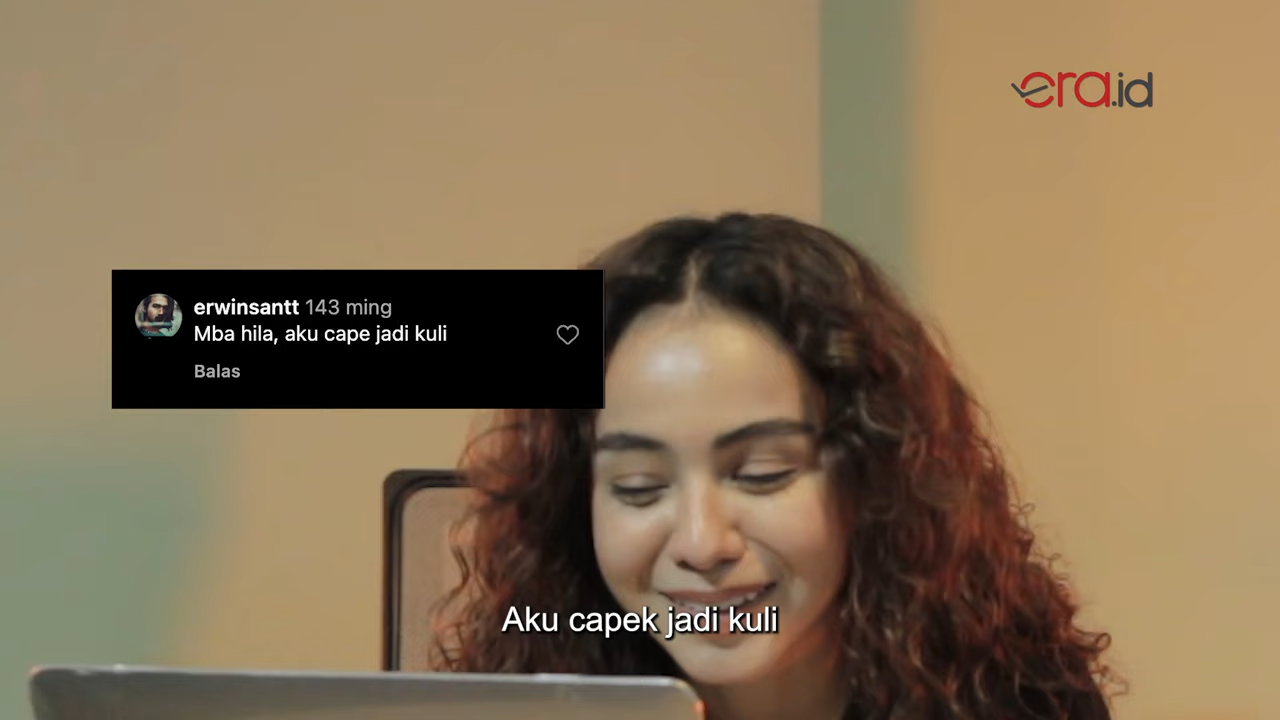 era.id
erwinsantt 143 ming
Mba hila, aku cape jadi kuli
Balas
Aku capek jadi kuli